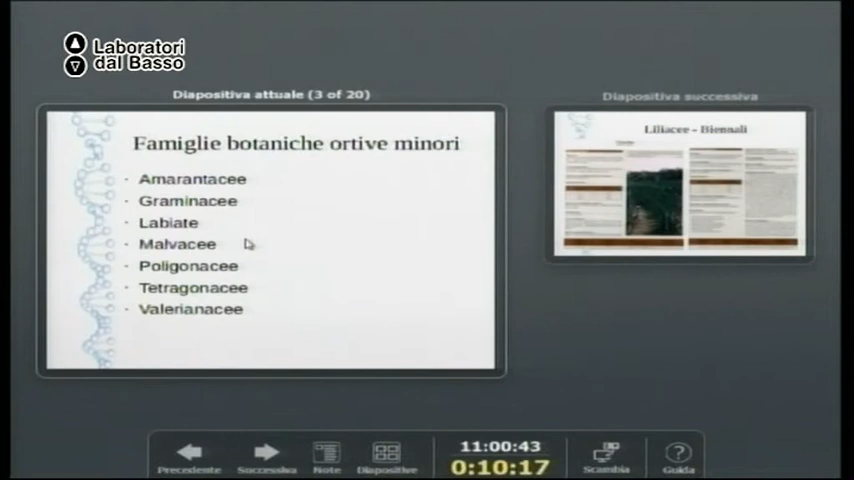 Laboratori
dal Basso
Diapositiva attuale (3 of 20)
Diapositiva successiva
Famiglie botaniche ortive minori
· Amarantacee
· Graminacee
· Labiate
· Malvacee
· Poligonacee
· Tetragonacee
· Valerianacee
Liliacee - Biennali
Precedente
Successiva
Note
Diapositive
11:00:43
0:10:17
Scambia
Guida